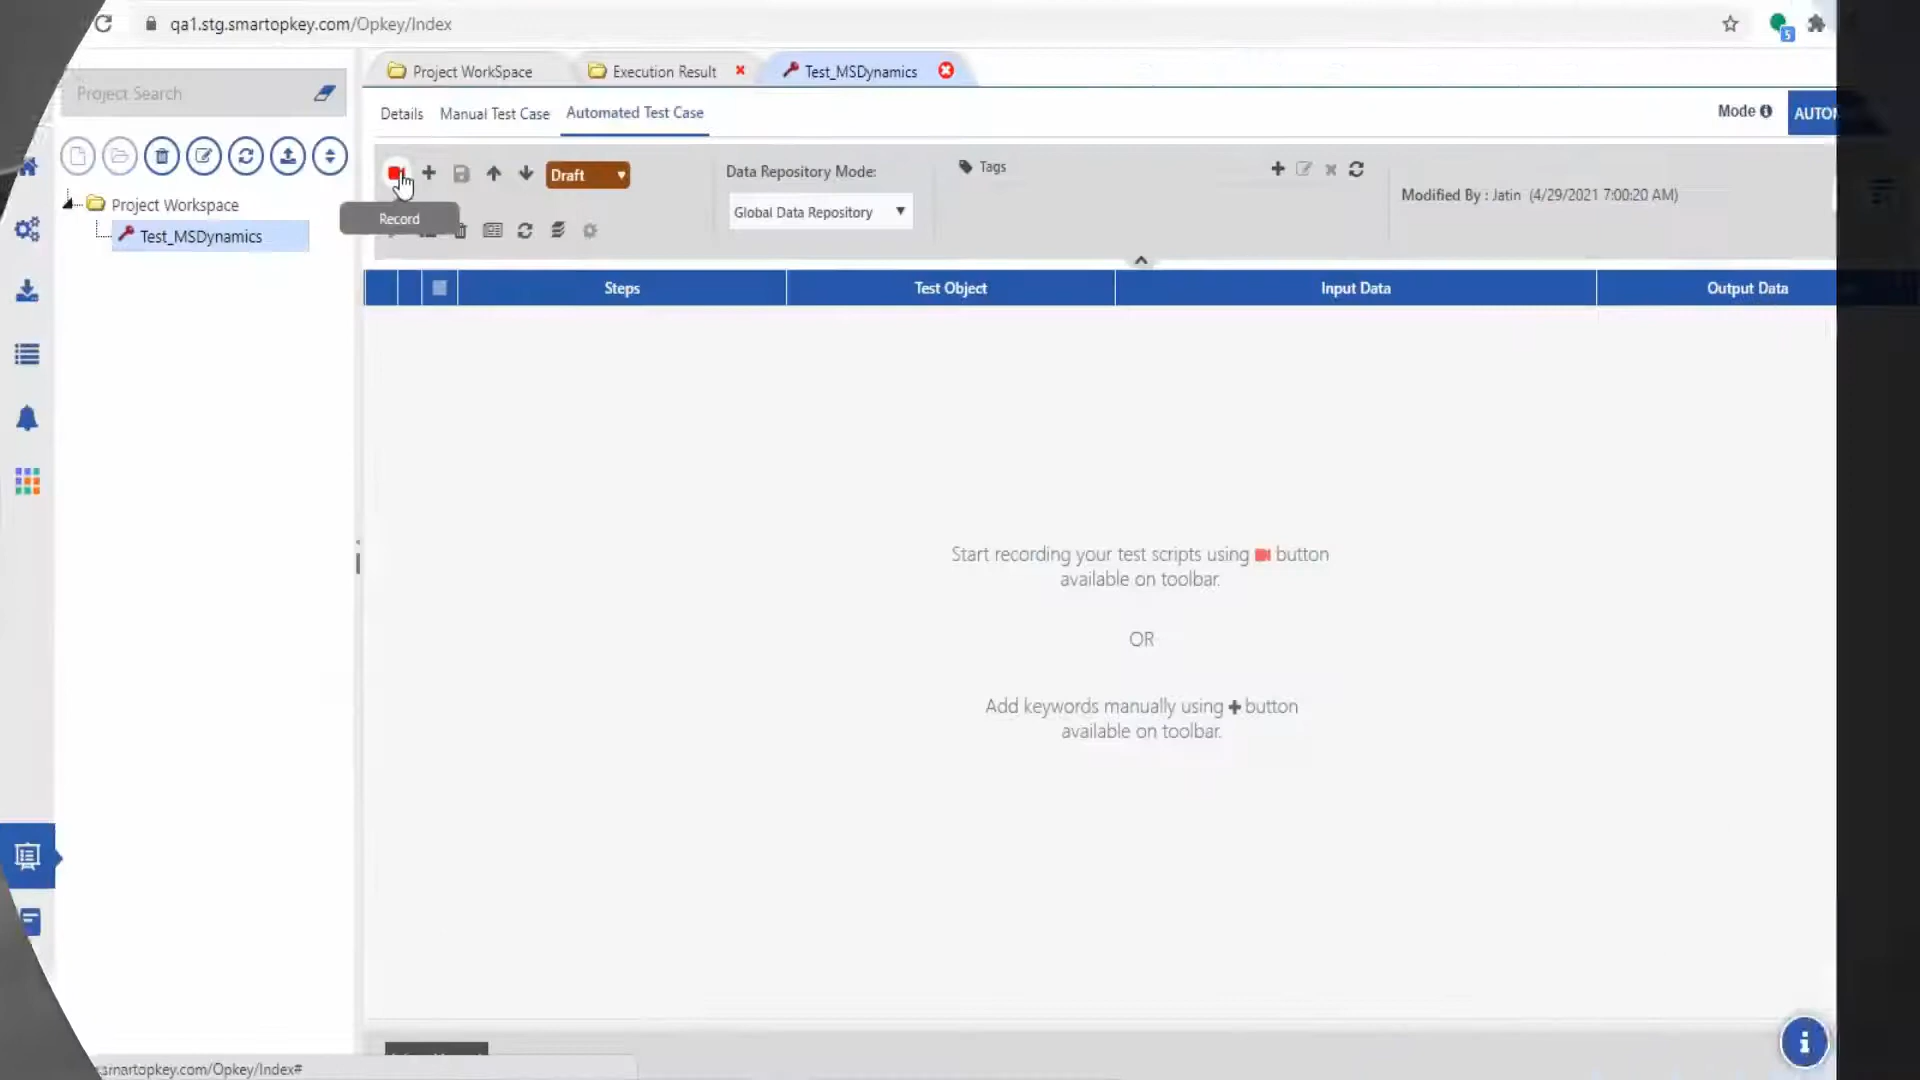 qa1.stg.smartopkey.com/Opkey/Index
5
Project Search
Project WorkSpace
Execution Result
Test_MSDynamics
Details
Manual Test Case
Automated Test Case
Mode
Draft
Data Repository Mode:
Tags
Modified By : Jatin (4/29/2021 7:00:20 AM)
Global Data Repository
Record
Project Workspace
Test_MSDynamics
Steps
Test Object
Input Data
Output Data
Start recording your test scripts using button
available on toolbar.
OR
Add keywords manually using + button
available on toolbar.
.smartopkey.com/Opkey/Index#